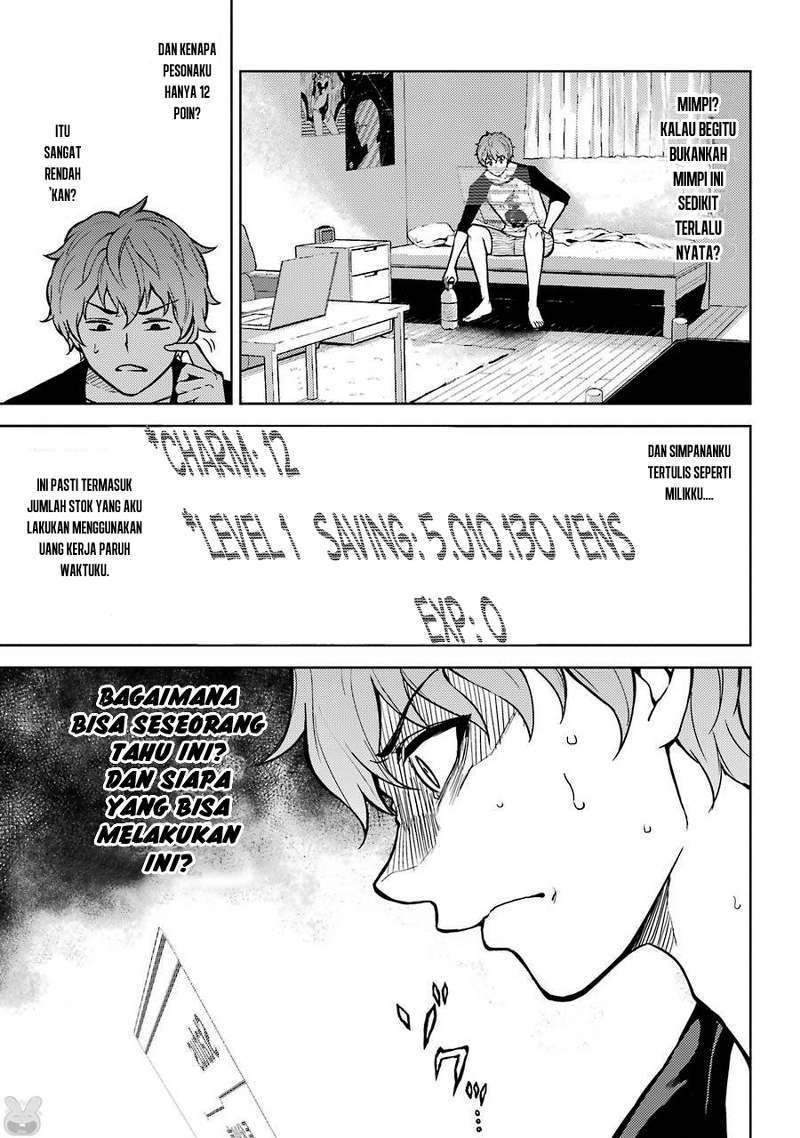 MIMPI?
KALAU BEGITU
BUKANKAH
MIMPI INI
SEDIKIT
TERLALU
NYATA?
DAN KENAPA
PESONAKU
HANYA 12
POIN?
ITU
SANGAT
RENDAH
'KAN?
DAN SIMPANANKU
TERTULIS SEPERTI
MILIKKU....
*CHARM: 12
*LEVEL 1 SAVING: 5.010.130 YENS
EXP: 0
INI PASTI TERMASUK
JUMLAH STOK YANG AKU
LAKUKAN MENGGUNAKAN
UANG KERJA PARUH
WAKTUKU.
BAGAIMANA
BISA SESEORANG
TAHU INI?
DAN SIAPA
YANG BISA
MELAKUKAN
INI?